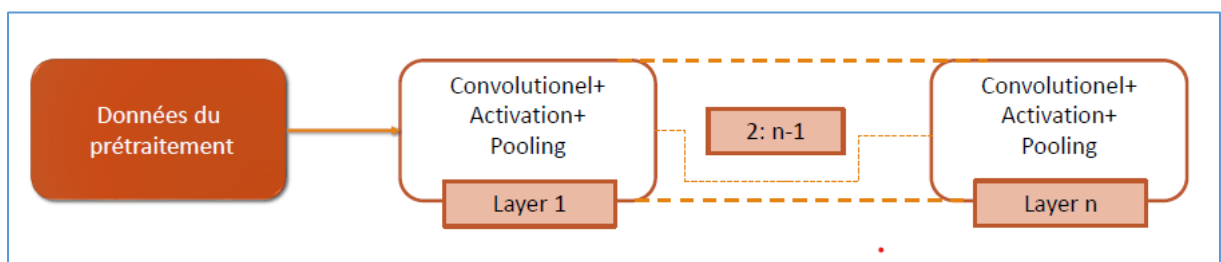 Données du
prétraitement
Convolutionel+
Activation+
Pooling
Layer 1
2: n-1
Convolutionel+
Activation+
Pooling
Layer n